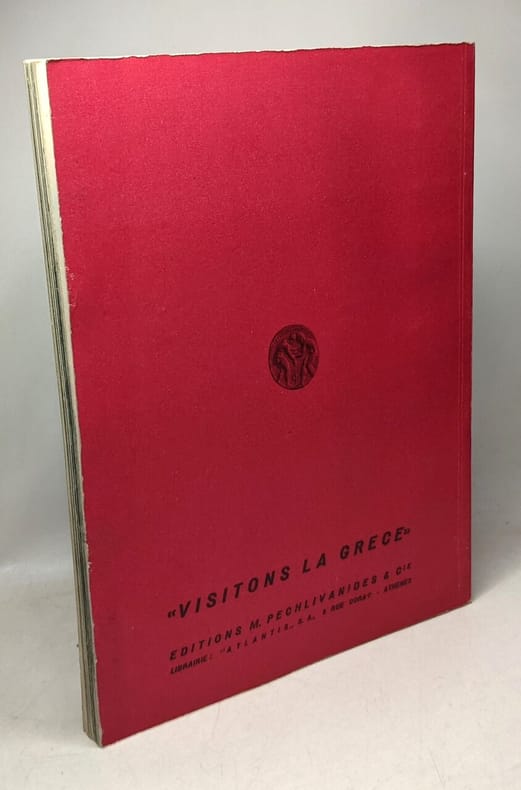 «VISITONS LA GRECE»
EDITIONS M. PECHLIVANIDES & CIE
LIBRAIRIE: "ATLANTIS„ S.A., 8 RUE CORAY - ATHENES